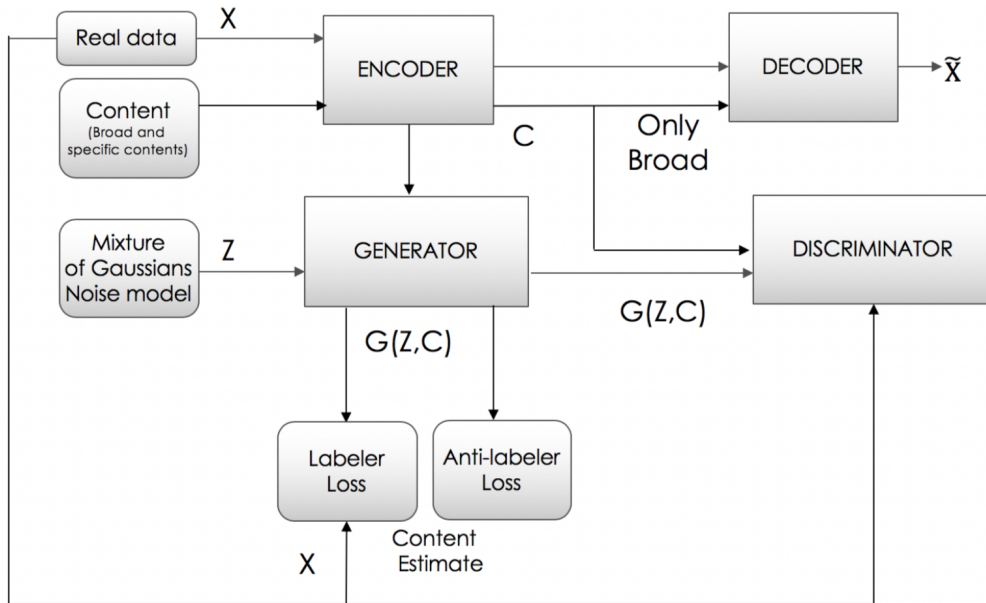 Real data
X
ENCODER
DECODER
X̃
Content
(Broad and
specific contents)
C
Only
Broad
Mixture
of Gaussians
Noise model
Z
GENERATOR
DISCRIMINATOR
G(Z,C)
G(Z,C)
Labeler
Loss
Anti-labeler
Loss
X
Content
Estimate